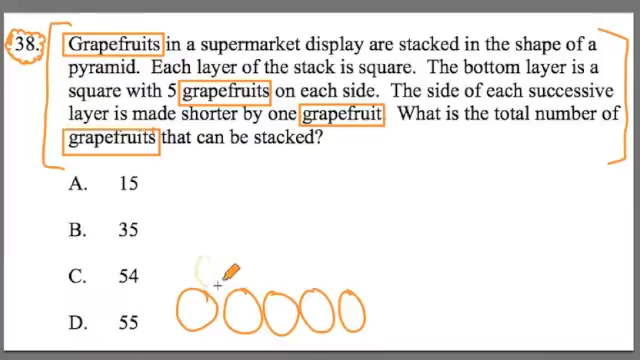 38. Grapefruits in a supermarket display are stacked in the shape of a
pyramid. Each layer of the stack is square. The bottom layer is a
square with 5 grapefruits on each side. The side of each successive
layer is made shorter by one grapefruit. What is the total number of
grapefruits that can be stacked?
A. 15
B. 35
C. 54
D. 55